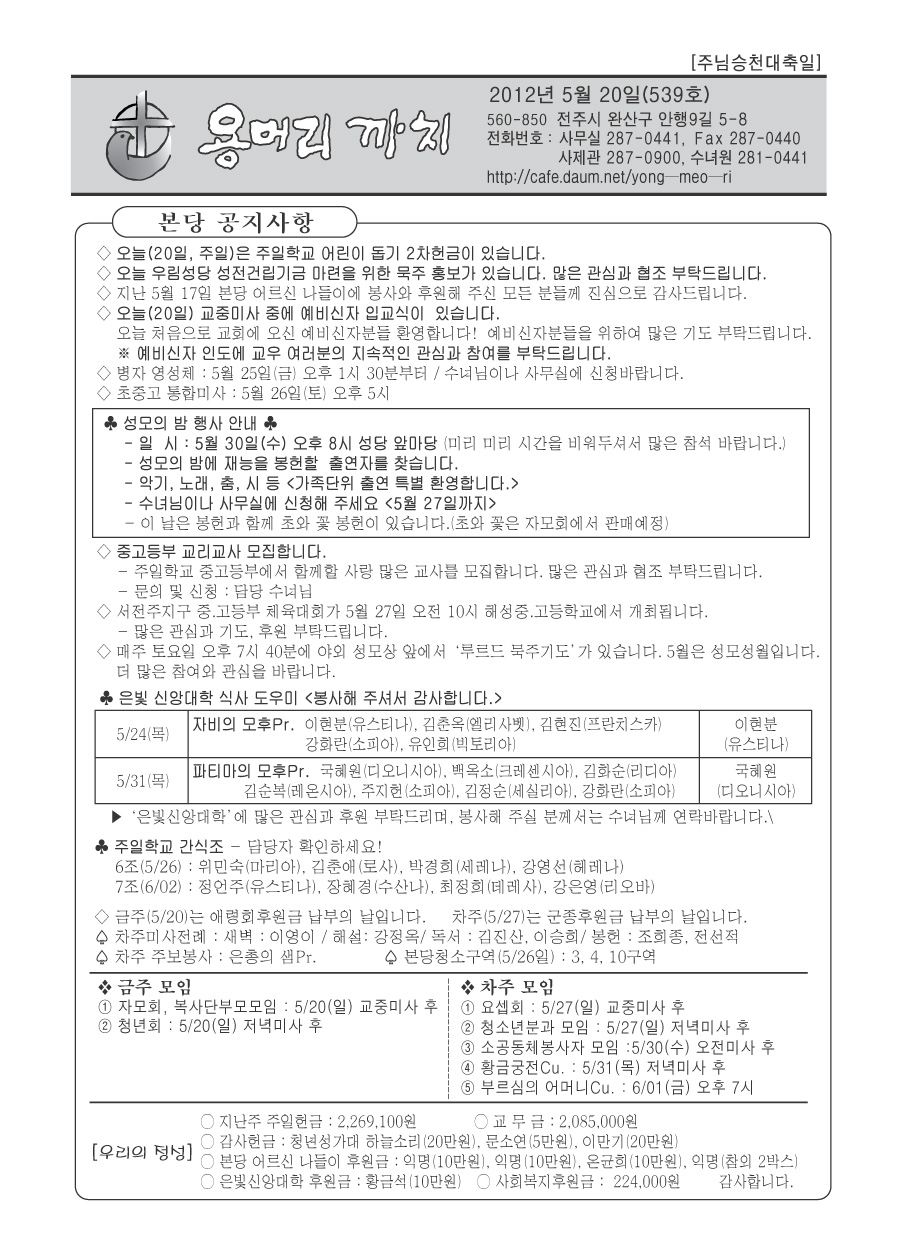 [주님승천대축일]
용머리 까치
2012년 5월 20일(539호)
560-850 전주시 완산구 안행9길 5-8
전화번호 : 사무실 287-0441, Fax 287-0440
사제관 287-0900, 수녀원 281-0441
http://cafe.daum.net/yong—meo—ri
본당 공지사항
◇ 오늘(20일, 주일)은 주일학교 어린이 돕기 2차헌금이 있습니다.
◇ 오늘 우림성당 성전건립기금 마련을 위한 묵주 홍보가 있습니다. 많은 관심과 협조 부탁드립니다.
◇ 지난 5월 17일 본당 어르신 나들이에 봉사와 후원해 주신 모든 분들께 진심으로 감사드립니다.
◇ 오늘(20일) 교중미사 중에 예비신자 입교식이 있습니다.
오늘 처음으로 교회에 오신 예비신자분들 환영합니다! 예비신자분들을 위하여 많은 기도 부탁드립니다.
※ 예비신자 인도에 교우 여러분의 지속적인 관심과 참여를 부탁드립니다.
◇ 병자 영성체 : 5월 25일(금) 오후 1시 30분부터 / 수녀님이나 사무실에 신청바랍니다.
◇ 초중고 통합미사 : 5월 26일(토) 오후 5시
♣ 성모의 밤 행사 안내 ♣
- 일 시 : 5월 30일(수) 오후 8시 성당 앞마당 (미리 미리 시간을 비워두셔서 많은 참석 바랍니다.)
- 성모의 밤에 재능을 봉헌할 출연자를 찾습니다.
- 악기, 노래, 춤, 시 등 <가족단위 출연 특별 환영합니다.>
- 수녀님이나 사무실에 신청해 주세요 <5월 27일까지>
- 이 날은 봉헌과 함께 초와 꽃 봉헌이 있습니다.(초와 꽃은 자모회에서 판매예정)
◇ 중고등부 교리교사 모집합니다.
- 주일학교 중고등부에서 함께할 사랑 많은 교사를 모집합니다. 많은 관심과 협조 부탁드립니다.
- 문의 및 신청 : 담당 수녀님
◇ 서전주지구 중.고등부 체육대회가 5월 27일 오전 10시 해성중.고등학교에서 개최됩니다.
- 많은 관심과 기도, 후원 부탁드립니다.
◇ 매주 토요일 오후 7시 40분에 야외 성모상 앞에서 ‘루르드 묵주기도’가 있습니다. 5월은 성모성월입니다.
더 많은 참여와 관심을 바랍니다.
♣ 은빛 신앙대학 식사 도우미 <봉사해 주셔서 감사합니다.>
5/24(목) 자비의 모후Pr. 이현분(유스티나), 김춘옥(엘리사벳), 김현진(프란치스카) 이현분
강화란(소피아), 유인희(빅토리아) (유스티나)
5/31(목) 파티마의 모후Pr. 국혜원(디오니시아), 백옥소(크레센시아), 김화순(리디아) 국혜원
김순복(레온시아), 주지현(소피아), 김정순(세실리아), 강화란(소피아) (디오니시아)
▶ ‘은빛신앙대학’에 많은 관심과 후원 부탁드리며, 봉사해 주실 분께서는 수녀님께 연락바랍니다.\
♣ 주일학교 간식조 - 담당자 확인하세요!
6조(5/26) : 위민숙(마리아), 김춘애(로사), 박경희(세레나), 강영선(헤레나)
7조(6/02) : 정언주(유스티나), 장혜경(수산나), 최정희(데레사), 강은영(리오바)
◇ 금주(5/20)는 애령회후원금 납부의 날입니다. 차주(5/27)는 군종후원금 납부의 날입니다.
♤ 차주미사전례 : 새벽 : 이영이 / 해설: 강정옥/ 독서 : 김진산, 이승희/ 봉헌 : 조희종, 전선적
♤ 차주 주보봉사 : 은총의 샘Pr. ♤ 본당청소구역(5/26일) : 3, 4, 10구역
❖ 금주 모임
① 자모회, 복사단부모모임 : 5/20(일) 교중미사 후
② 청년회 : 5/20(일) 저녁미사 후
❖ 차주 모임
① 요셉회 : 5/27(일) 교중미사 후
② 청소년분과 모임 : 5/27(일) 저녁미사 후
③ 소공동체봉사자 모임 :5/30(수) 오전미사 후
④ 황금궁전Cu. : 5/31(목) 저녁미사 후
⑤ 부르심의 어머니Cu. : 6/01(금) 오후 7시
[우리의 정성]
○ 지난주 주일헌금 : 2,269,100원 ○ 교 무 금 : 2,085,000원
○ 감사헌금 : 청년성가대 하늘소리(20만원), 문소연(5만원), 이만기(20만원)
○ 본당 어르신 나들이 후원금 : 익명(10만원), 익명(10만원), 온균희(10만원), 익명(참외 2박스)
○ 은빛신앙대학 후원금 : 황금석(10만원) ○ 사회복지후원금 : 224,000원 감사합니다.